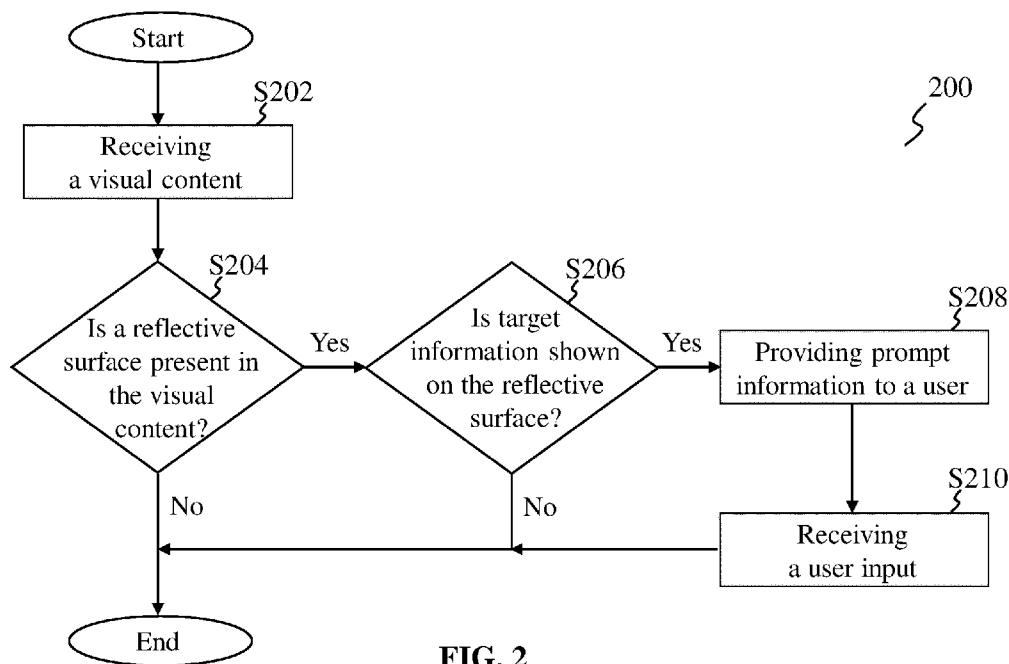 Start
200
S202
Receiving
a visual content
S204
Is a reflective
surface present in
the visual
content?
Yes
No
S206
Is target
information shown
on the reflective
surface?
Yes
No
S208
Providing prompt
information to a user
S210
Receiving
a user input
End
FIG. 2